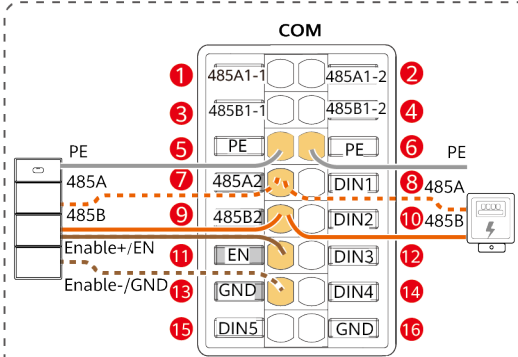 COM
1 485A1-1 485A1-2 2
3 485B1-1 485B1-2 4
PE 5 PE PE 6 PE
485A 7 485A2 DIN1 8 485A
485B 9 485B2 DIN2 10 485B
Enable+/EN 11 EN DIN3 12
Enable-/GND 13 GND DIN4 14
15 DIN5 GND 16